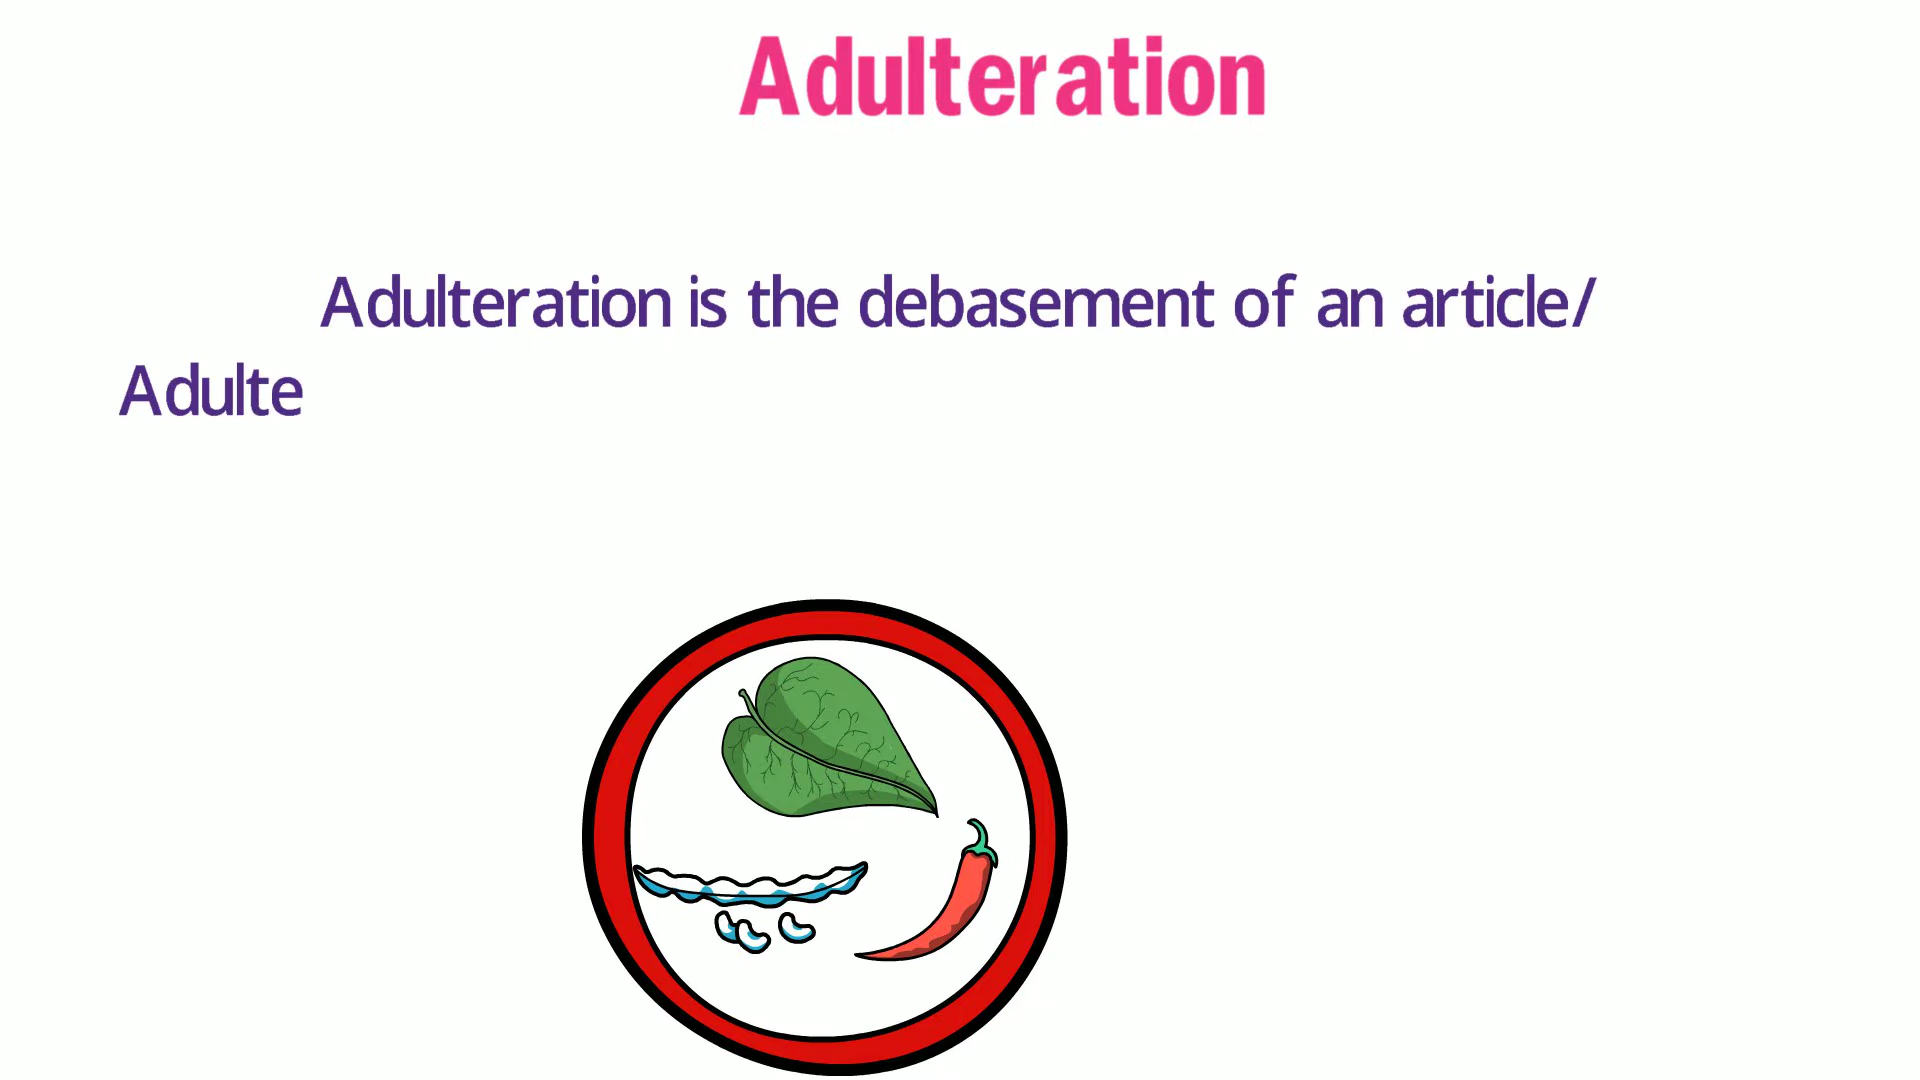 Adulteration
Adulteration is the debasement of an article/
Adulte